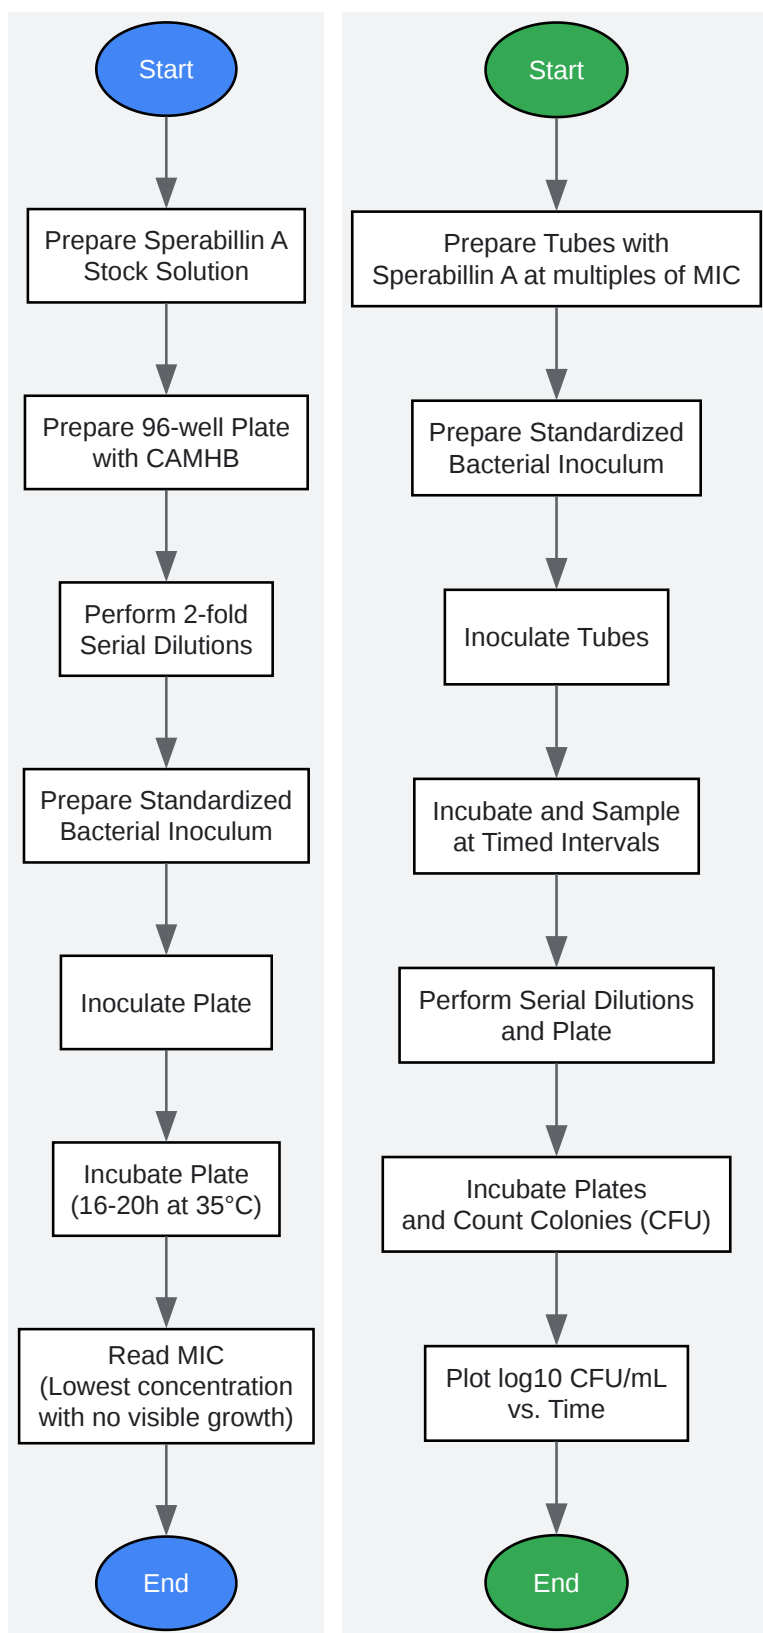 Start
Prepare Sperabillin A
Stock Solution
Prepare 96-well Plate
with CAMHB
Perform 2-fold
Serial Dilutions
Prepare Standardized
Bacterial Inoculum
Inoculate Plate
Incubate Plate
(16-20h at 35°C)
Read MIC
(Lowest concentration
with no visible growth)
End
Start
Prepare Tubes with
Sperabillin A at multiples of MIC
Prepare Standardized
Bacterial Inoculum
Inoculate Tubes
Incubate and Sample
at Timed Intervals
Perform Serial Dilutions
and Plate
Incubate Plates
and Count Colonies (CFU)
Plot log10 CFU/mL
vs. Time
End